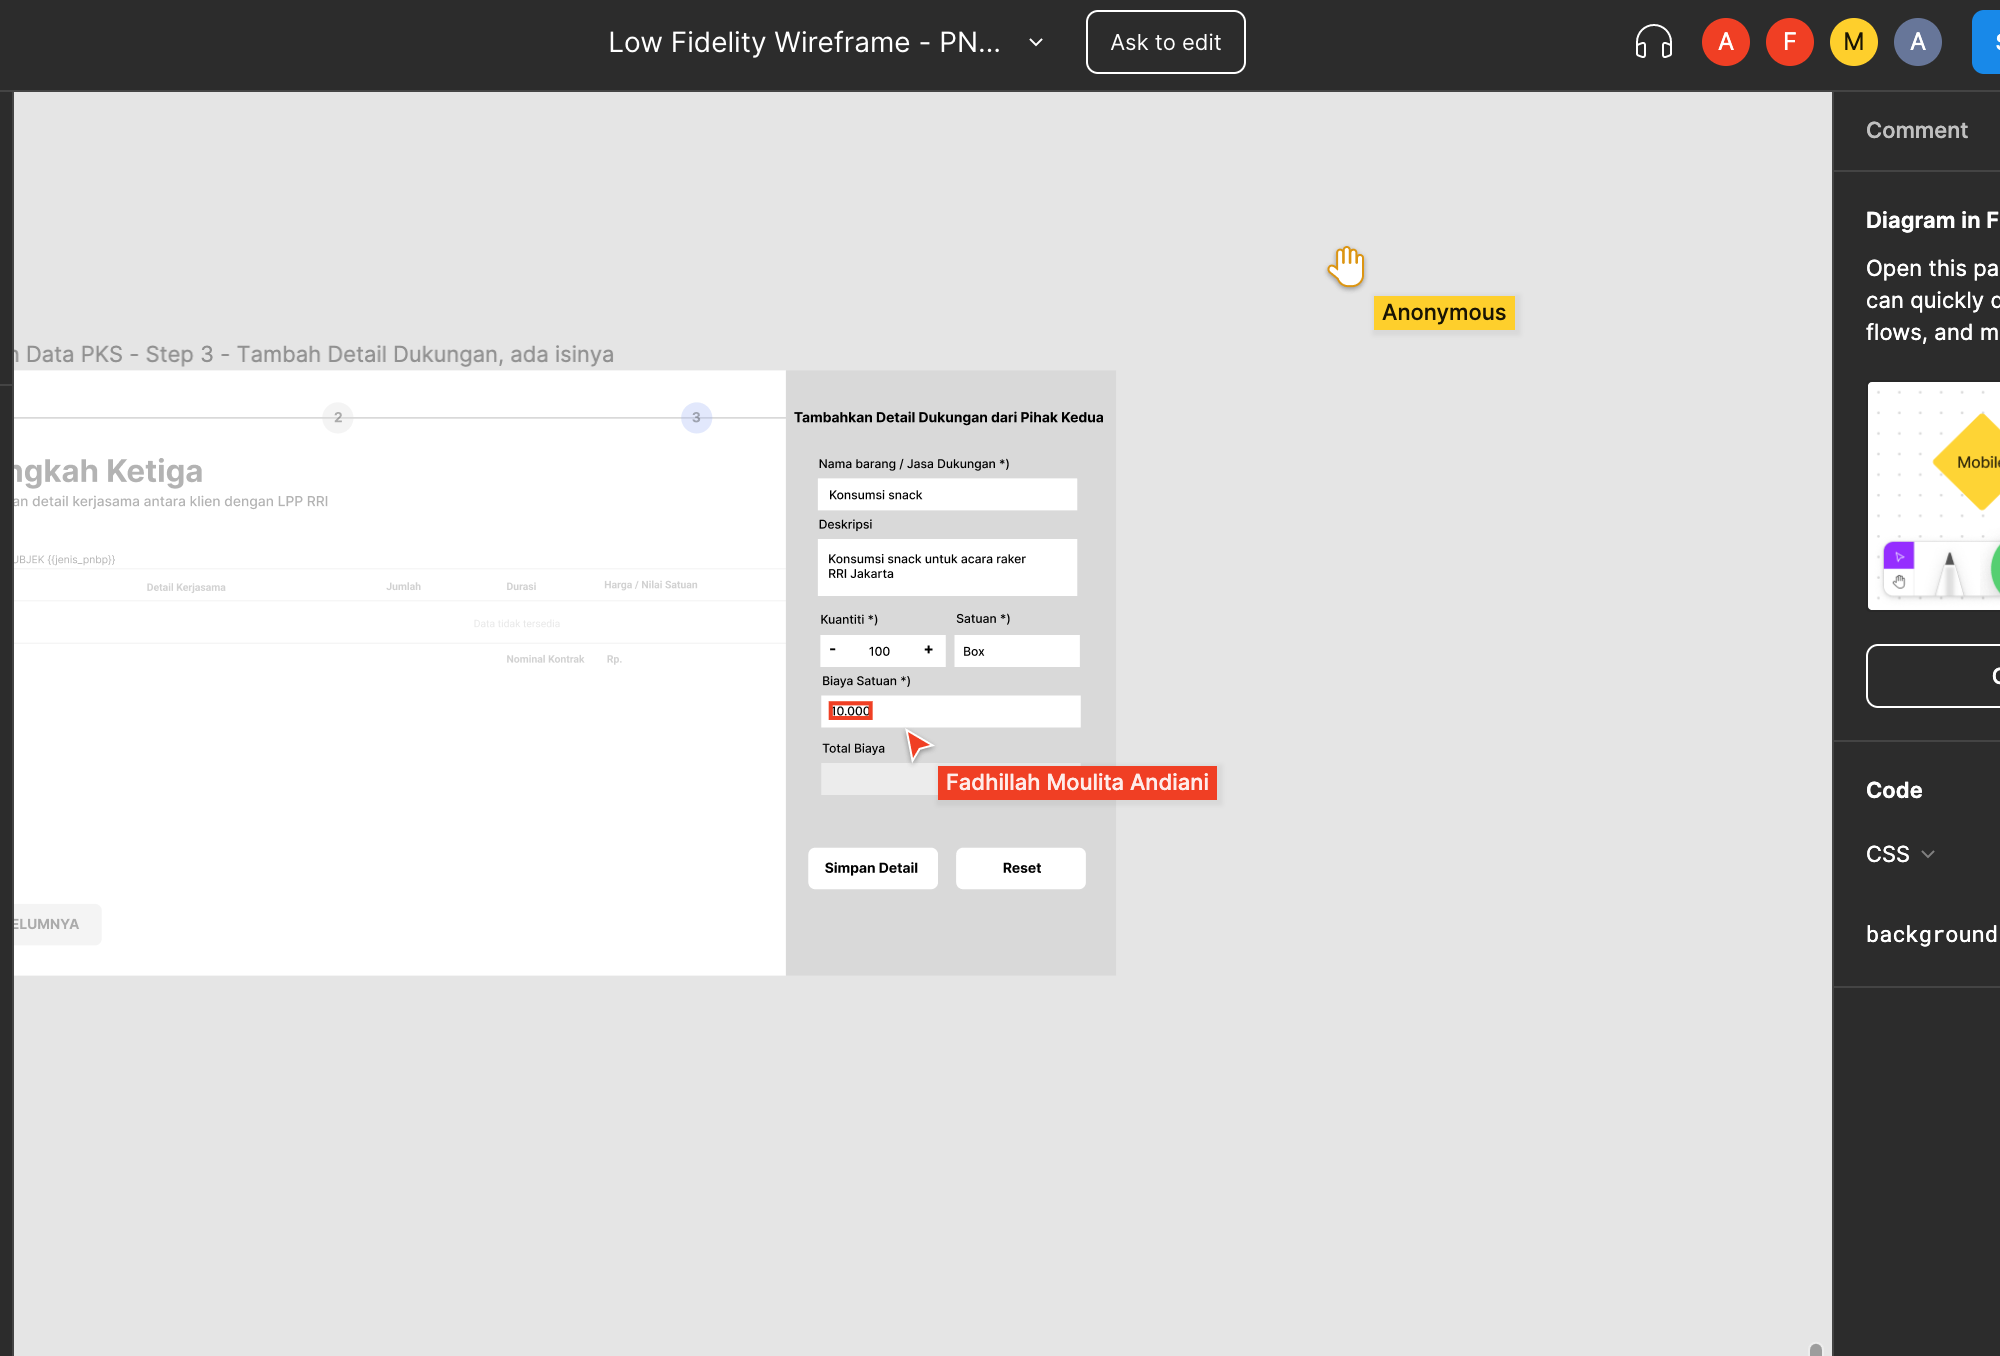 Low Fidelity Wireframe - PN...
Ask to edit
A
F
M
A
Comment
Diagram in F
Open this pa
can quickly
flows, and m
Mobile
Anonymous
Data PKS - Step 3 - Tambah Detail Dukungan, ada isinya
2
3
ngkah Ketiga
an detail kerjasama antara klien dengan LPP RRI
UBJEK {{jenis_pnbp}}
Detail Kerjasama
Jumlah
Durasi
Harga / Nilai Satuan
Data tidak tersedia
Nominal Kontrak
Rp.
ELUMNYA
Tambahkan Detail Dukungan dari Pihak Kedua
Nama barang / Jasa Dukungan *)
Konsumsi snack
Deskripsi
Konsumsi snack untuk acara raker
RRI Jakarta
Kuantiti *)
Satuan *)
- 100 +
Box
Biaya Satuan *)
10.000
Total Biaya
Fadhillah Moulita Andiani
Simpan Detail
Reset
Code
CSS
background